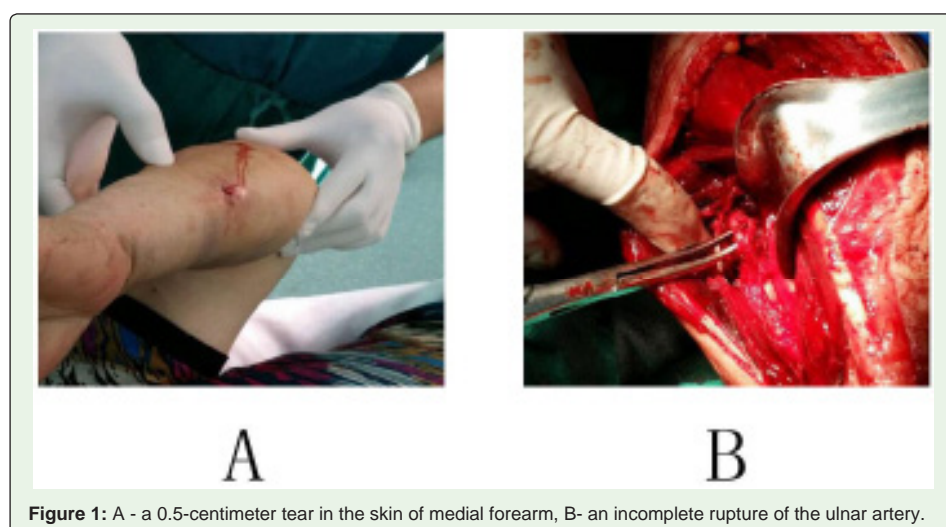 A B
Figure 1: A - a 0.5-centimeter tear in the skin of medial forearm, B- an incomplete rupture of the ulnar artery.